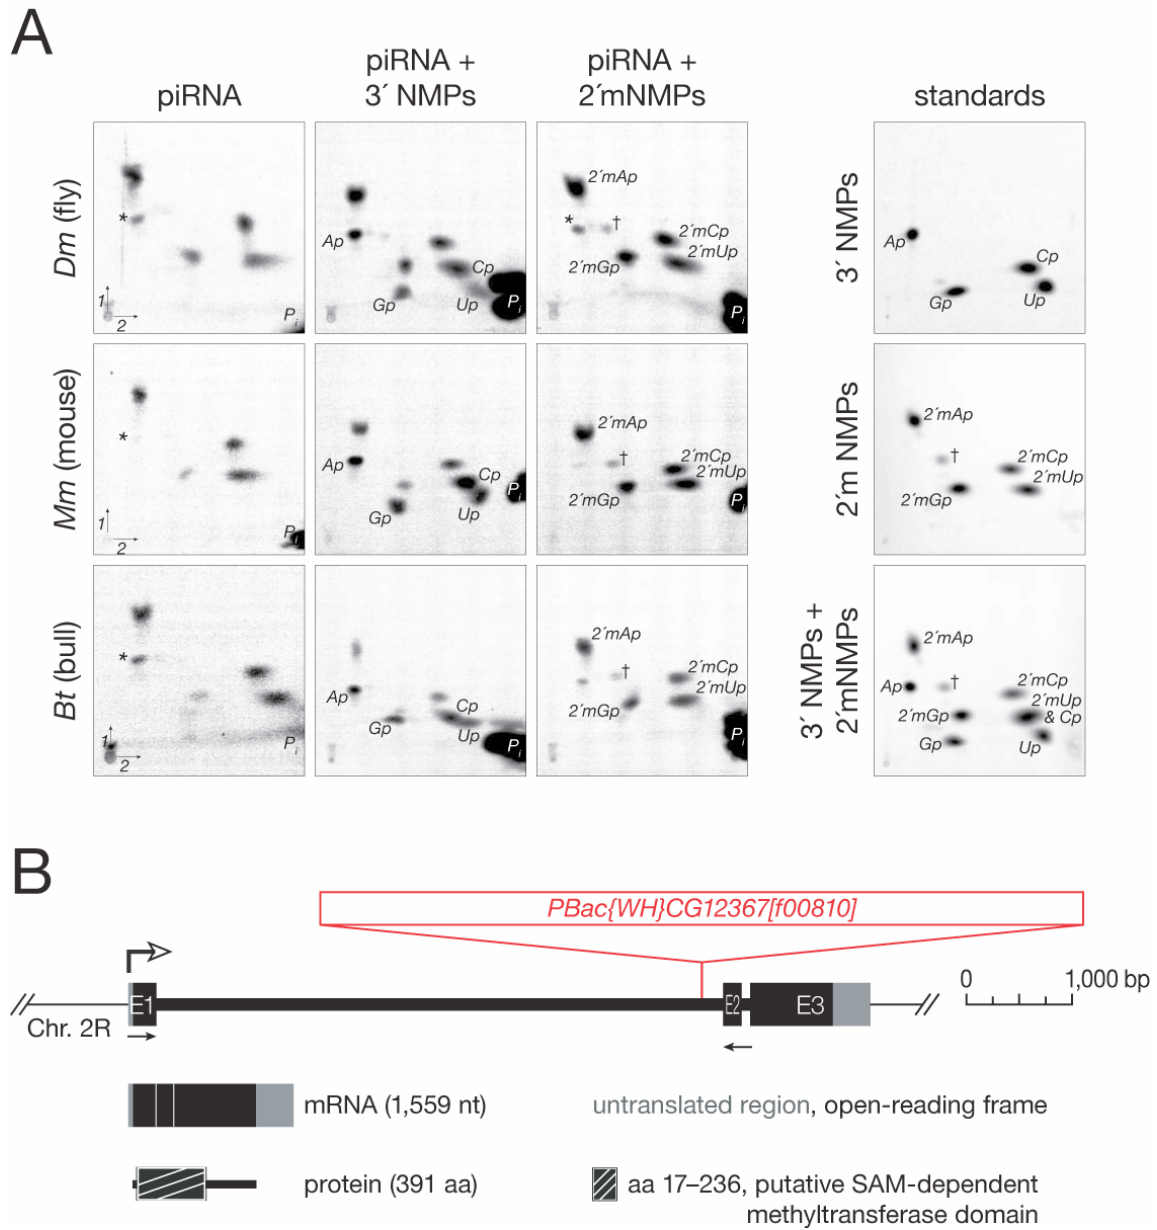 A
piRNA
piRNA +
3´ NMPs
piRNA +
2´mNMPs
standards
Dm (fly)
*
1
2
Pi
Ap
Gp
Cp
Up
Pi
2´mAp
*
†
2´mCp
2´mUp
2´mGp
Pi
3´ NMPs
Ap
Cp
Gp
Up
Mm (mouse)
*
1
2
Pi
Ap
Cp
Gp
Up
Pi
2´mAp
†
2´mCp
2´mUp
2´mGp
Pi
2´m NMPs
2´mAp
†
2´mCp
2´mUp
2´mGp
Bt (bull)
*
1
2
Pi
Ap
Gp
Cp
Up
Pi
2´mAp
†
2´mCp
2´mUp
2´mGp
Pi
3´ NMPs +
2´mNMPs
2´mAp
Ap
†
2´mCp
2´mUp
& Cp
2´mGp
Gp
Up
B
PBac{WH}CG12367[f00810]
0 1,000 bp
E1 E2 E3
Chr. 2R
mRNA (1,559 nt)
untranslated region, open-reading frame
protein (391 aa)
aa 17–236, putative SAM-dependent
methyltransferase domain